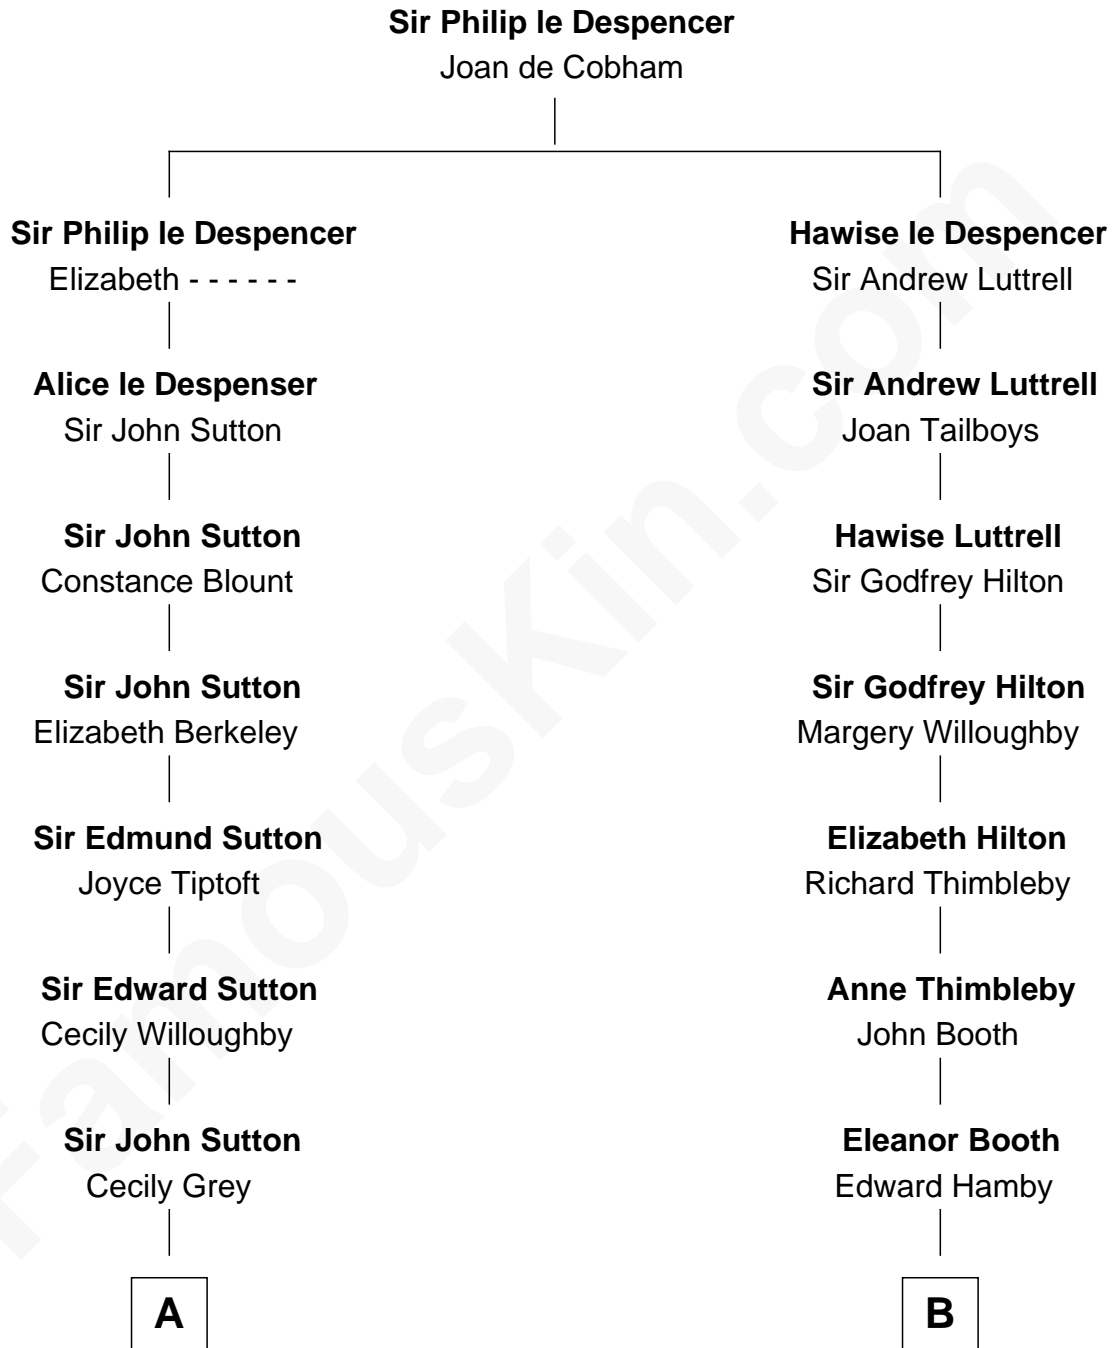 Sir Philip le Despencer
Joan de Cobham
Sir Philip le Despencer
Elizabeth - - - - - -
Hawise le Despencer
Sir Andrew Luttrell
Alice le Despenser
Sir John Sutton
Sir Andrew Luttrell
Joan Tailboys
Sir John Sutton
Constance Blount
Hawise Luttrell
Sir Godfrey Hilton
Sir John Sutton
Elizabeth Berkeley
Sir Godfrey Hilton
Margery Willoughby
Sir Edmund Sutton
Joyce Tiptoft
Elizabeth Hilton
Richard Thimbleby
Sir Edward Sutton
Cecily Willoughby
Anne Thimbleby
John Booth
Sir John Sutton
Cecily Grey
Eleanor Booth
Edward Hamby
A
B
FamousKin.com